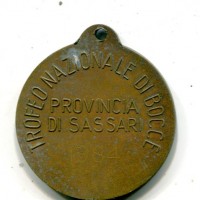 TROFEO NAZIONALE DI BOCCE
PROVINCIA
DI SASSARI